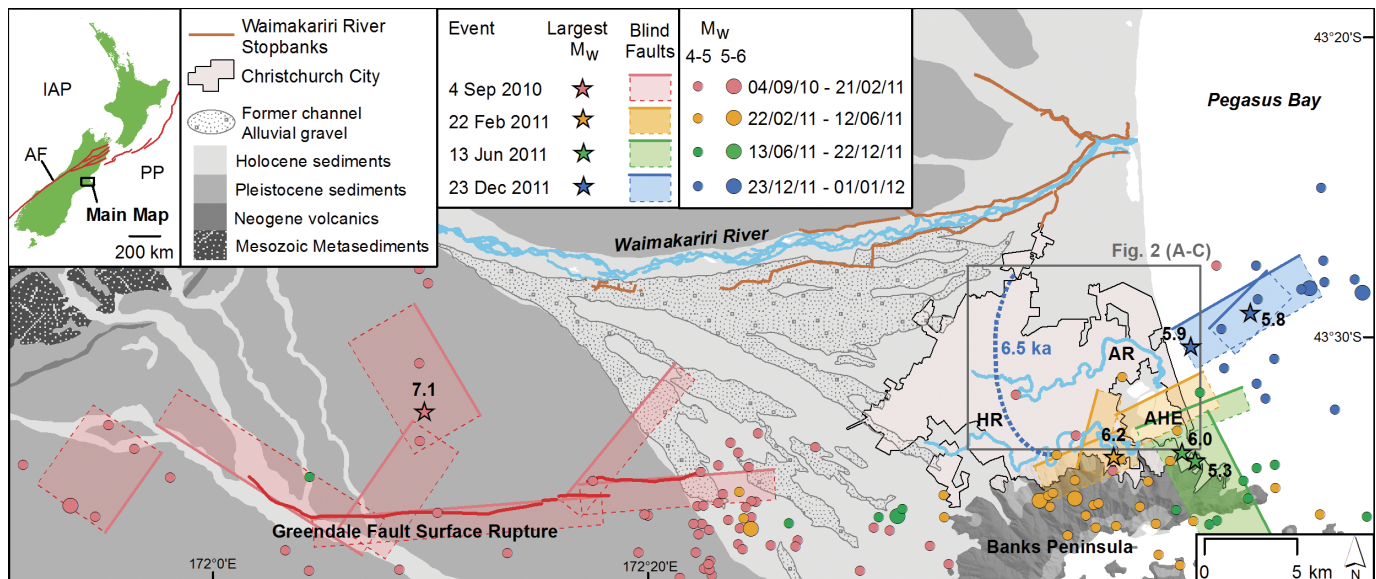 IAP
AF
PP
Main Map
200 km
Waimakariri River
Stopbanks
Christchurch City
Former channel
Alluvial gravel
Holocene sediments
Pleistocene sediments
Neogene volcanics
Mesozoic Metasediments
Event
Largest
Mw
Blind
Faults
4 Sep 2010
22 Feb 2011
13 Jun 2011
23 Dec 2011
Mw
4-5 5-6
04/09/10 - 21/02/11
22/02/11 - 12/06/11
13/06/11 - 22/12/11
23/12/11 - 01/01/12
43°20'S
Pegasus Bay
Waimakariri River
Fig. 2 (A-C)
5.9
5.8
43°30'S
6.5 ka
AR
7.1
HR
AHE
6.2
6.0
5.3
Greendale Fault Surface Rupture
Banks Peninsula
172°0'E
172°20'E
0 5 km
N